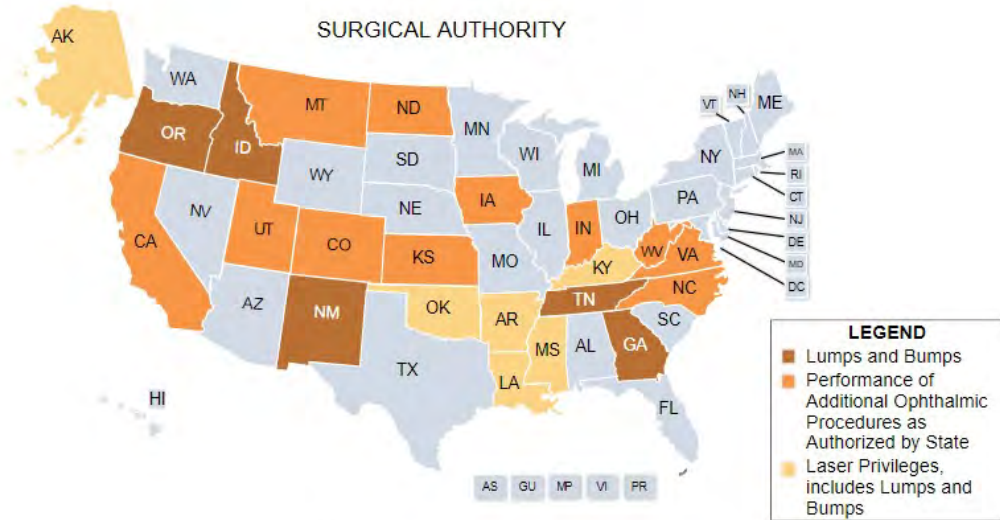 SURGICAL AUTHORITY
AK
WA
MT
ND
MN
VT
NH
ME
OR
ID
SD
WI
MI
NY
MA
WY
RI
CT
NV
NE
IA
PA
NJ
CA
UT
CO
KS
MO
IL
IN
OH
WV
VA
DE
MD
DC
KY
NC
AZ
NM
OK
AR
TN
SC
TX
LA
MS
AL
GA
FL
HI
AS
GU
MP
VI
PR
LEGEND
Lumps and Bumps
Performance of
Additional Ophthalmic
Procedures as
Authorized by State
Laser Privileges,
includes Lumps and
Bumps